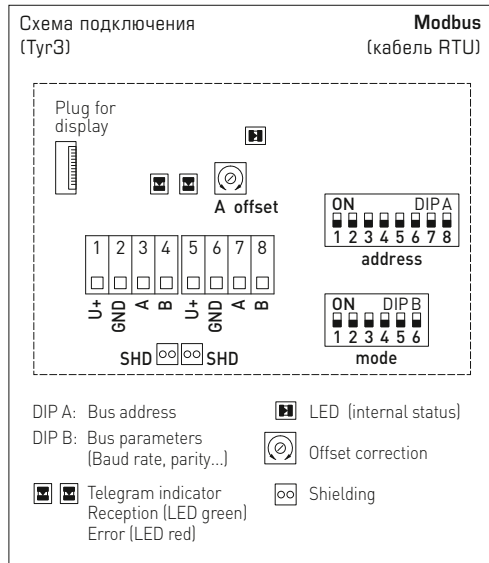 Схема подключения
(Tyr3)
Modbus
(кабель RTU)
Plug for
display
A offset
ON DIP A
1 2 3 4 5 6 7 8
address
1 2 3 4 5 6 7 8
U+ GND A B U+ GND A B
SHD SHD
ON DIP B
1 2 3 4 5 6
mode
DIP A: Bus address
DIP B: Bus parameters
(Baud rate, parity...)
Telegram indicator
Reception (LED green)
Error (LED red)
LED (internal status)
Offset correction
Shielding